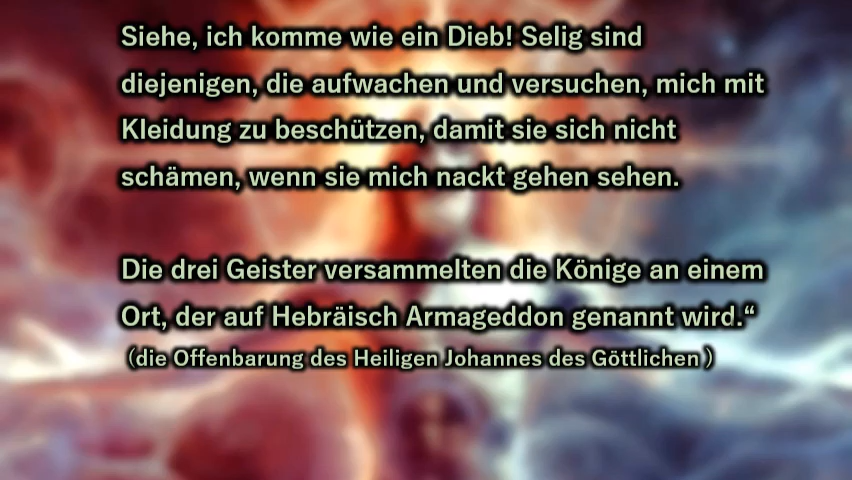 Siehe, ich komme wie ein Dieb! Selig sind
diejenigen, die aufwachen und versuchen, mich mit
Kleidung zu beschützen, damit sie sich nicht
schämen, wenn sie mich nackt gehen sehen.
Die drei Geister versammelten die Könige an einem
Ort, der auf Hebräisch Armageddon genannt wird.“
(die Offenbarung des Heiligen Johannes des Göttlichen )